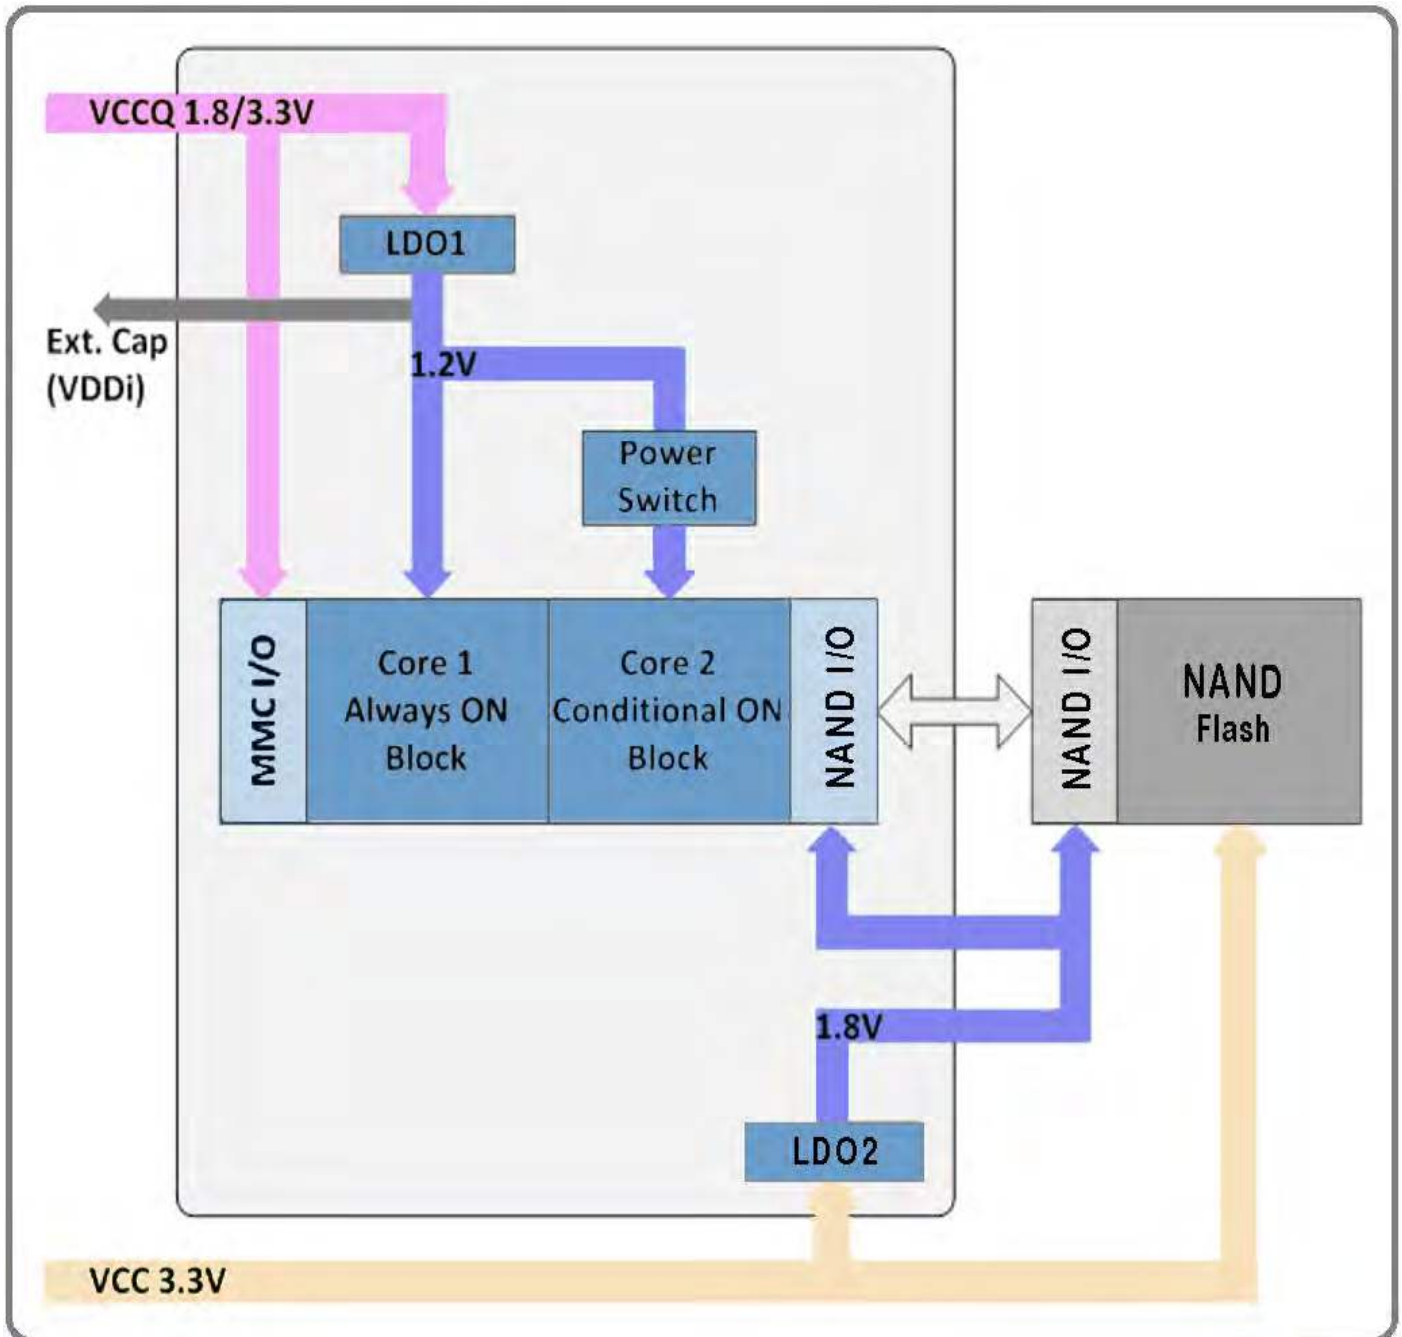 VCCQ 1.8/3.3V
LDO1
Ext. Cap
(VDDi)
1.2V
Power
Switch
MMC I/O
Core 1
Always ON
Block
Core 2
Conditional ON
Block
NAND I/O
NAND I/O
NAND
Flash
1.8V
LDO2
VCC 3.3V